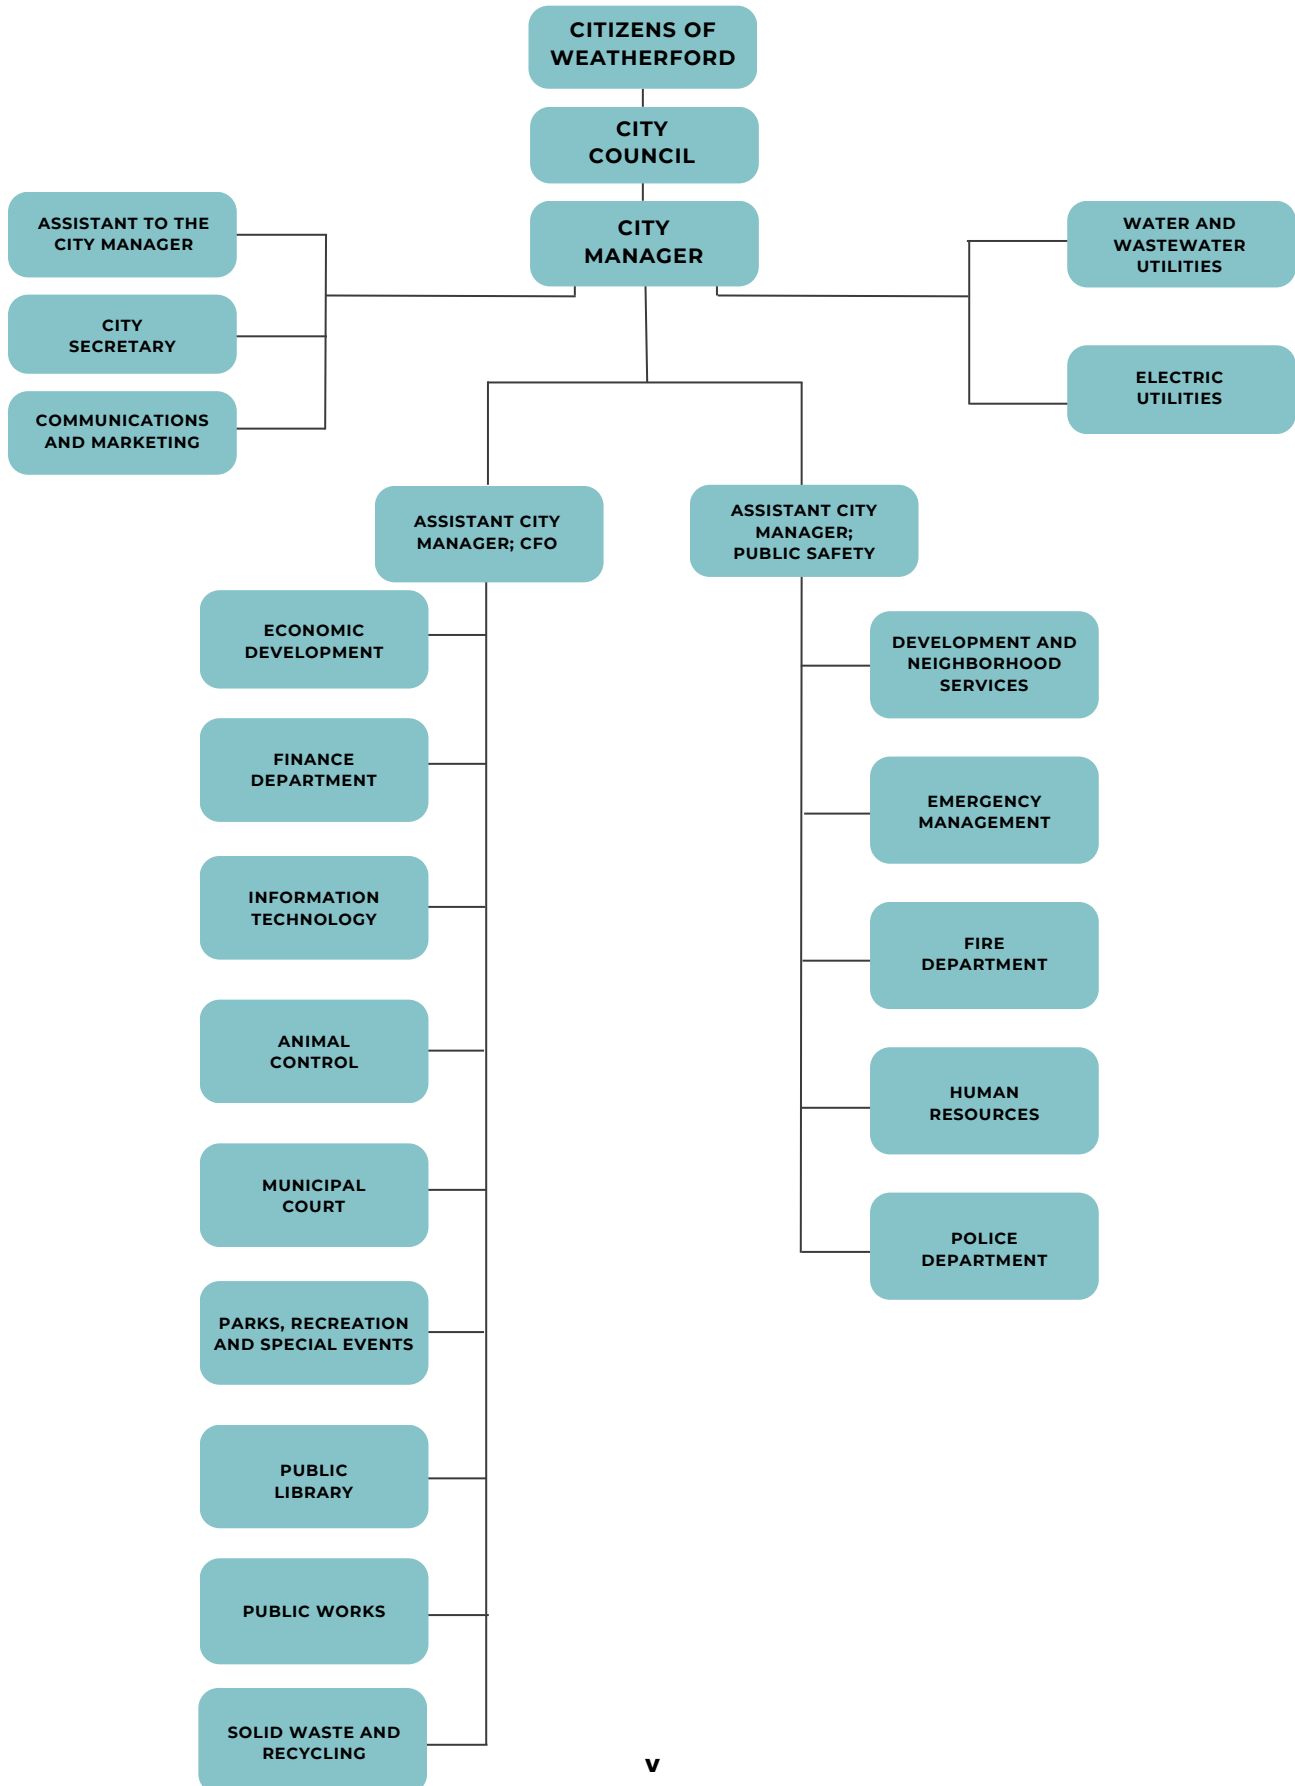 CITIZENS OF
WEATHERFORD
CITY
COUNCIL
CITY
MANAGER
ASSISTANT TO THE
CITY MANAGER
CITY
SECRETARY
COMMUNICATIONS
AND MARKETING
WATER AND
WASTEWATER
UTILITIES
ELECTRIC
UTILITIES
ASSISTANT CITY
MANAGER; CFO
ECONOMIC
DEVELOPMENT
FINANCE
DEPARTMENT
INFORMATION
TECHNOLOGY
ANIMAL
CONTROL
MUNICIPAL
COURT
PARKS, RECREATION
AND SPECIAL EVENTS
PUBLIC
LIBRARY
PUBLIC WORKS
SOLID WASTE AND
RECYCLING
ASSISTANT CITY
MANAGER;
PUBLIC SAFETY
DEVELOPMENT AND
NEIGHBORHOOD
SERVICES
EMERGENCY
MANAGEMENT
FIRE
DEPARTMENT
HUMAN
RESOURCES
POLICE
DEPARTMENT
v